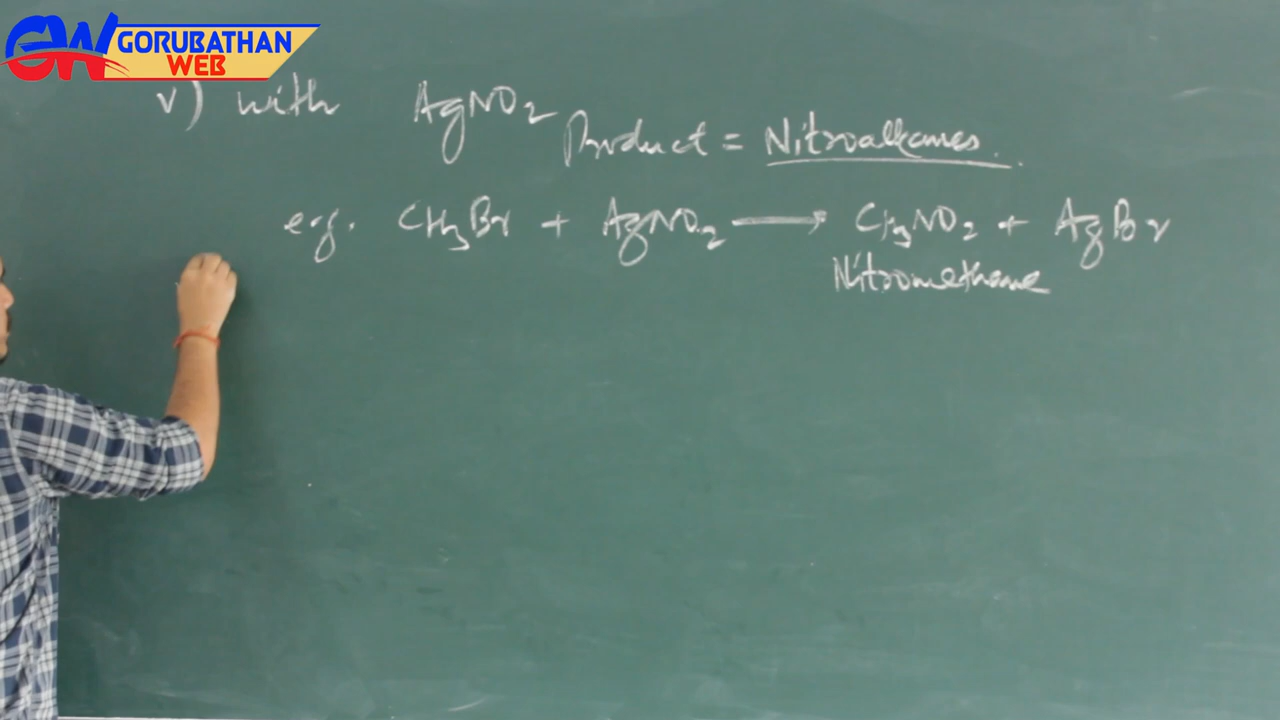 GW GORUBATHAN
WEB
v) with AgNO2 Product = Nitroalkanes.
e.g. CH3Br + AgNO2 ⟶ CH3NO2 + AgBr
Nitromethane